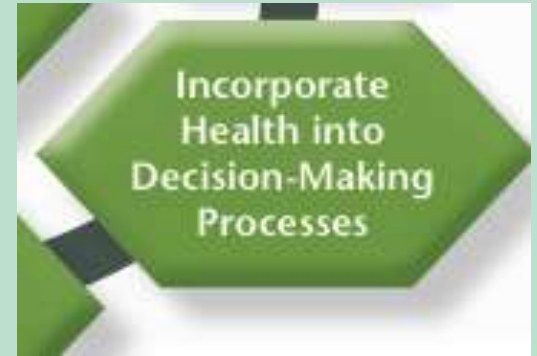 Incorporate
Health into
Decision-Making
Processes